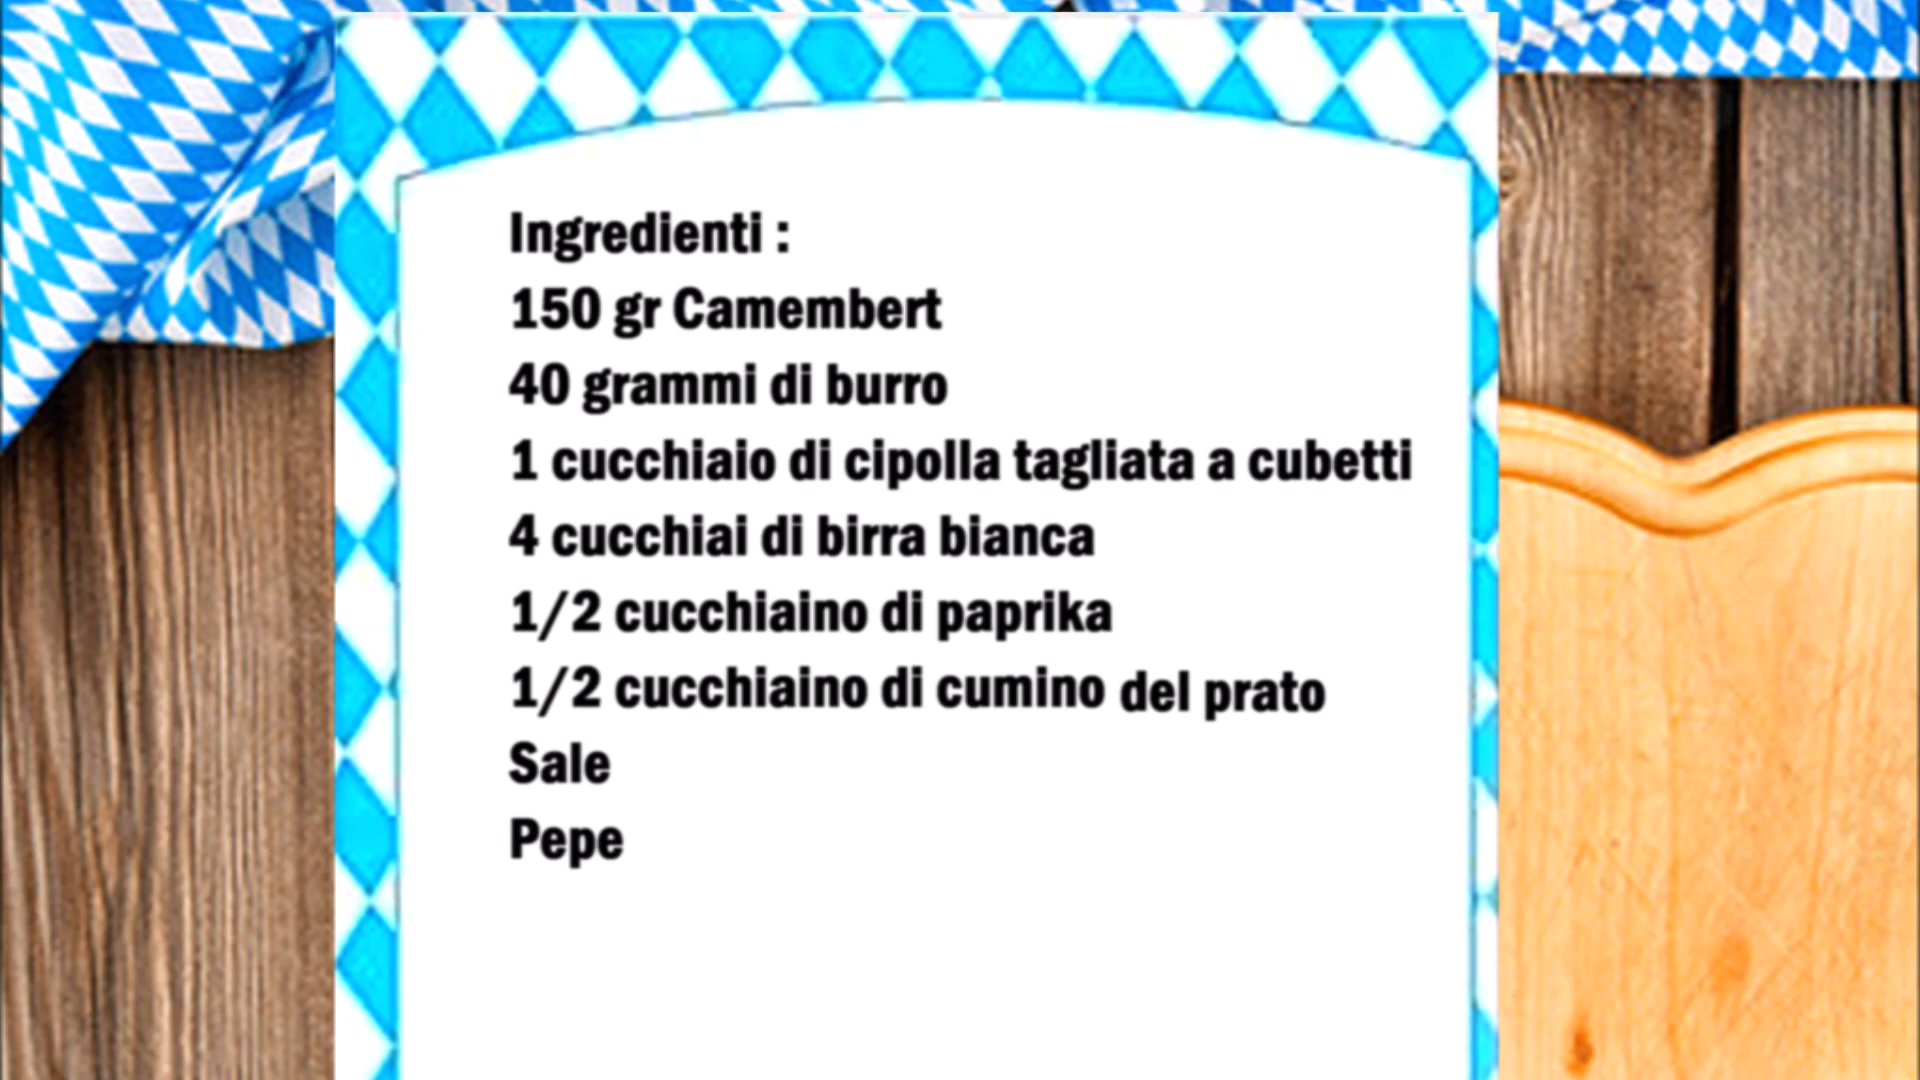 Ingredienti :
150 gr Camembert
40 grammi di burro
1 cucchiaio di cipolla tagliata a cubetti
4 cucchiai di birra bianca
1/2 cucchiaino di paprika
1/2 cucchiaino di cumino del prato
Sale
Pepe